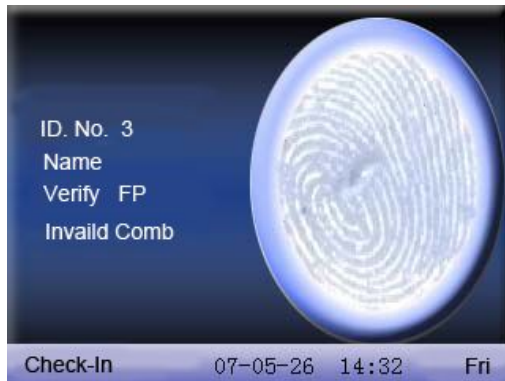 ID. No. 3
Name
Verify FP
Invaild Comb
Check-In 07-05-26 14:32 Fri